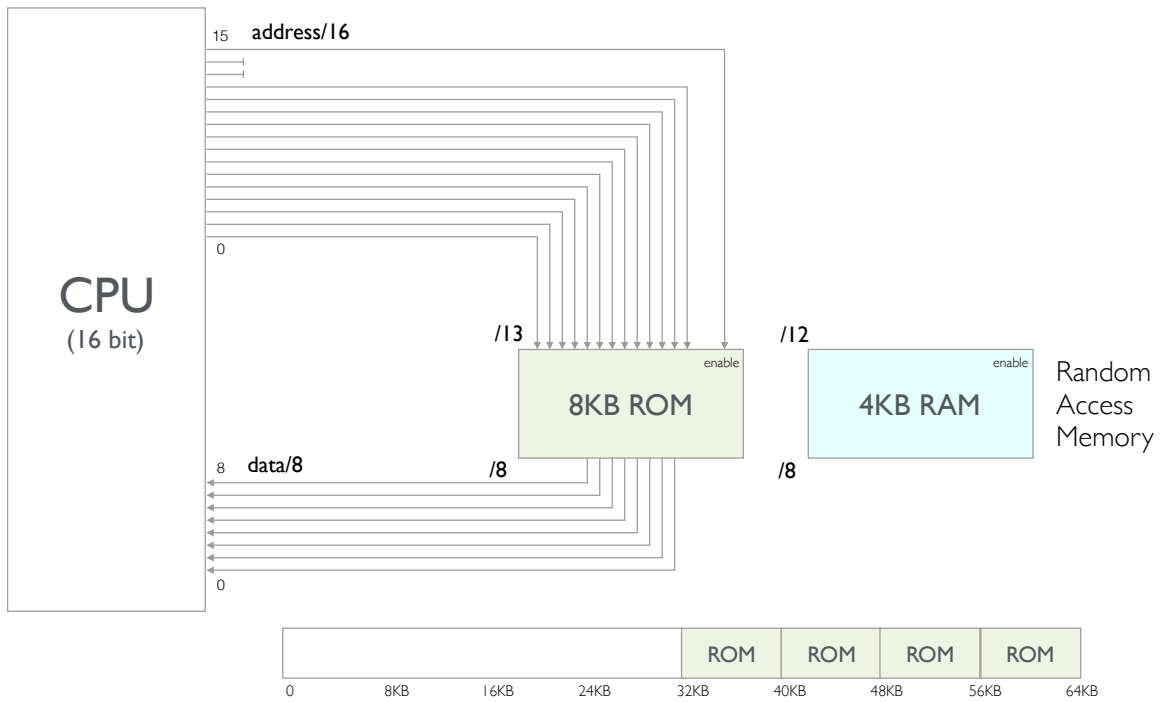 15 address/16
0
CPU
(16 bit)
/13
enable
8KB ROM
/8
/12
enable
4KB RAM
/8
Random
Access
Memory
8 data/8
0
ROM ROM ROM ROM
0 8KB 16KB 24KB 32KB 40KB 48KB 56KB 64KB